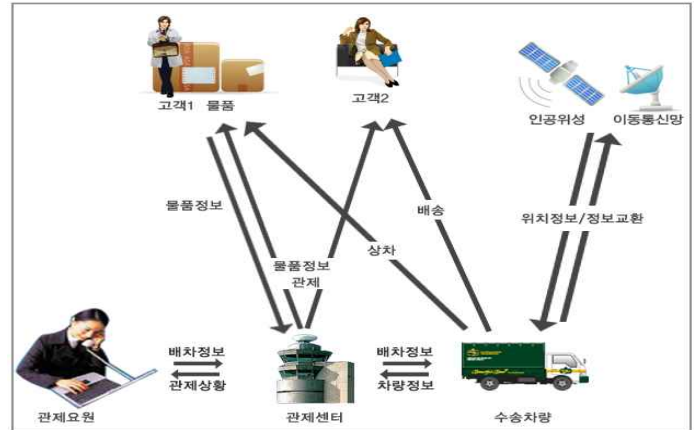 고객1 물품
고객2
인공위성
이동통신망
물품정보
배송
위치정보/정보교환
상차
물품정보
관제
배차정보
관제상황
배차정보
차량정보
관제요원
관제센터
수송차량